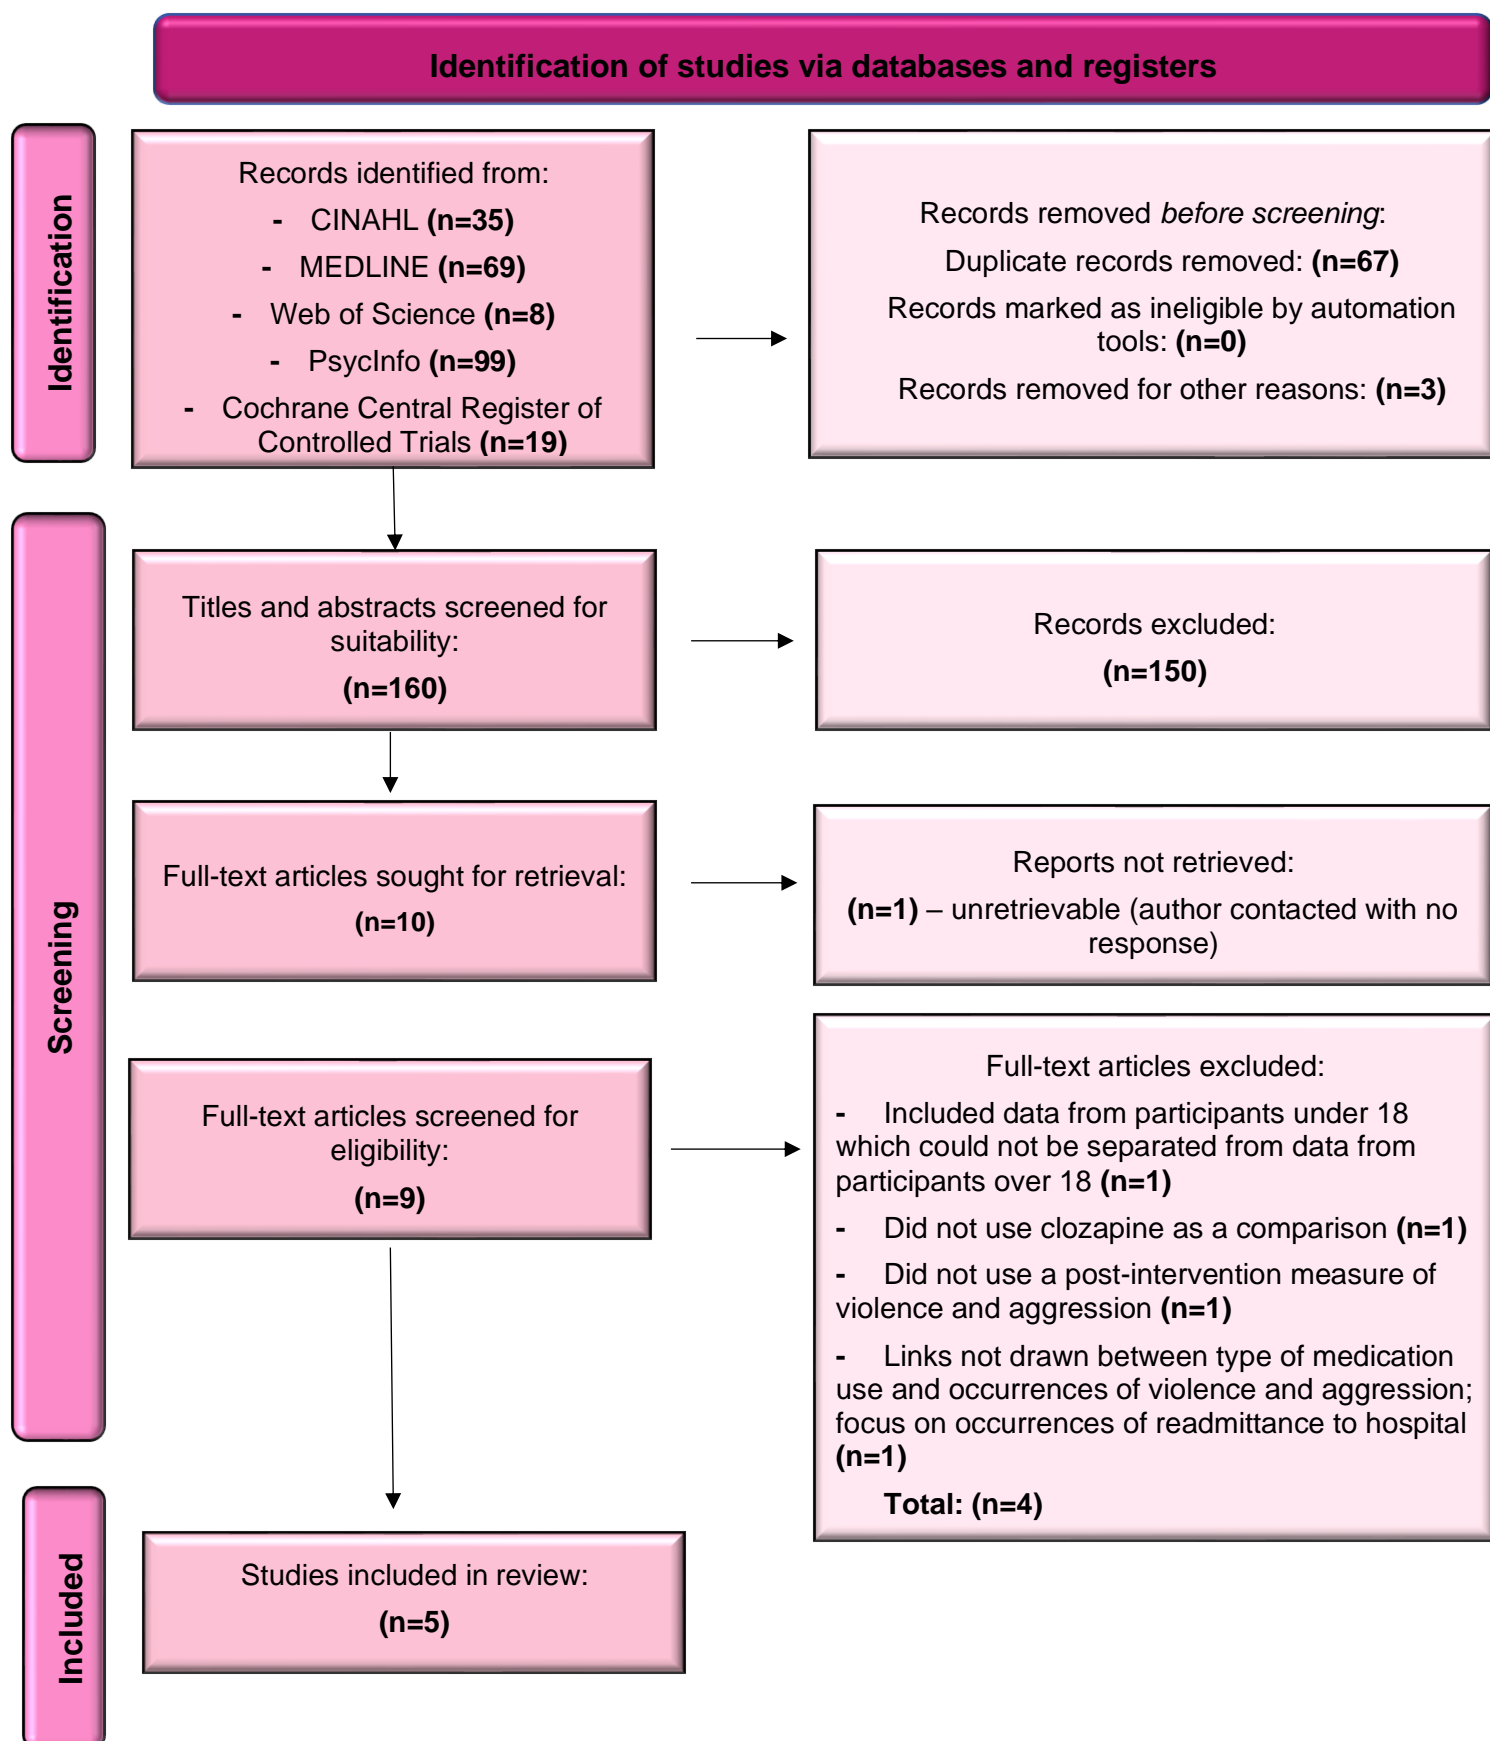 Identification of studies via databases and registers
Identification
Records identified from:
- CINAHL (n=35)
- MEDLINE (n=69)
- Web of Science (n=8)
- PsycInfo (n=99)
- Cochrane Central Register of
Controlled Trials (n=19)
Records removed before screening:
Duplicate records removed: (n=67)
Records marked as ineligible by automation
tools: (n=0)
Records removed for other reasons: (n=3)
Screening
Titles and abstracts screened for
suitability:
(n=160)
Records excluded:
(n=150)
Full-text articles sought for retrieval:
(n=10)
Reports not retrieved:
(n=1) – unretrievable (author contacted with no
response)
Full-text articles screened for
eligibility:
(n=9)
Full-text articles excluded:
- Included data from participants under 18
which could not be separated from data from
participants over 18 (n=1)
- Did not use clozapine as a comparison (n=1)
- Did not use a post-intervention measure of
violence and aggression (n=1)
- Links not drawn between type of medication
use and occurrences of violence and aggression;
focus on occurrences of readmittance to hospital
(n=1)
Total: (n=4)
Included
Studies included in review:
(n=5)